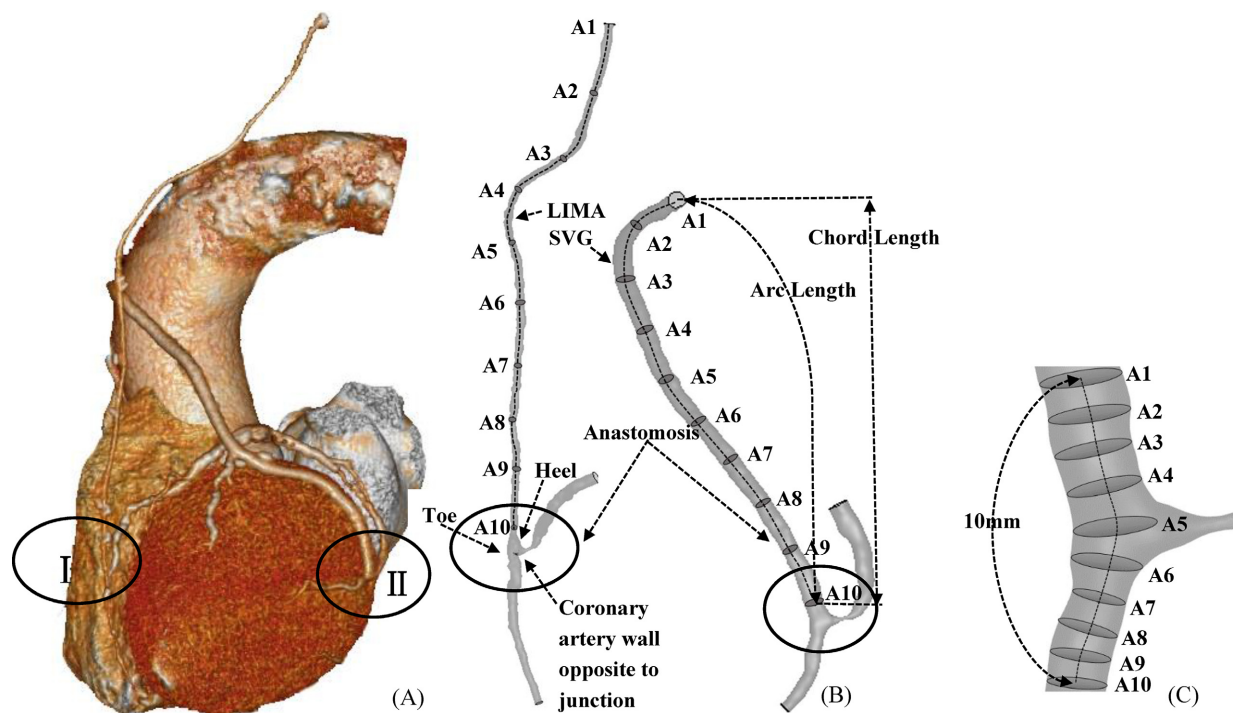 I
II
(A)
A1
A2
A3
A4
LIMA
SVG
A5
A6
A7
A8
A9
Heel
Toe
A10
Anastomosis
Coronary
artery wall
opposite to
junction
A1
A2
A3
A4
A5
A6
A7
A8
A9
A10
Chord Length
Arc Length
(B)
A1
A2
A3
A4
10mm
A5
A6
A7
A8
A9
A10
(C)